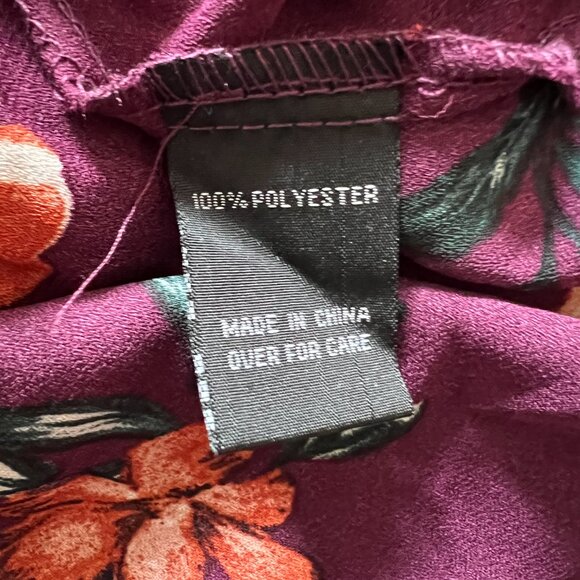 100% POLYESTER
MADE IN CHINA
OVER FOR CARE